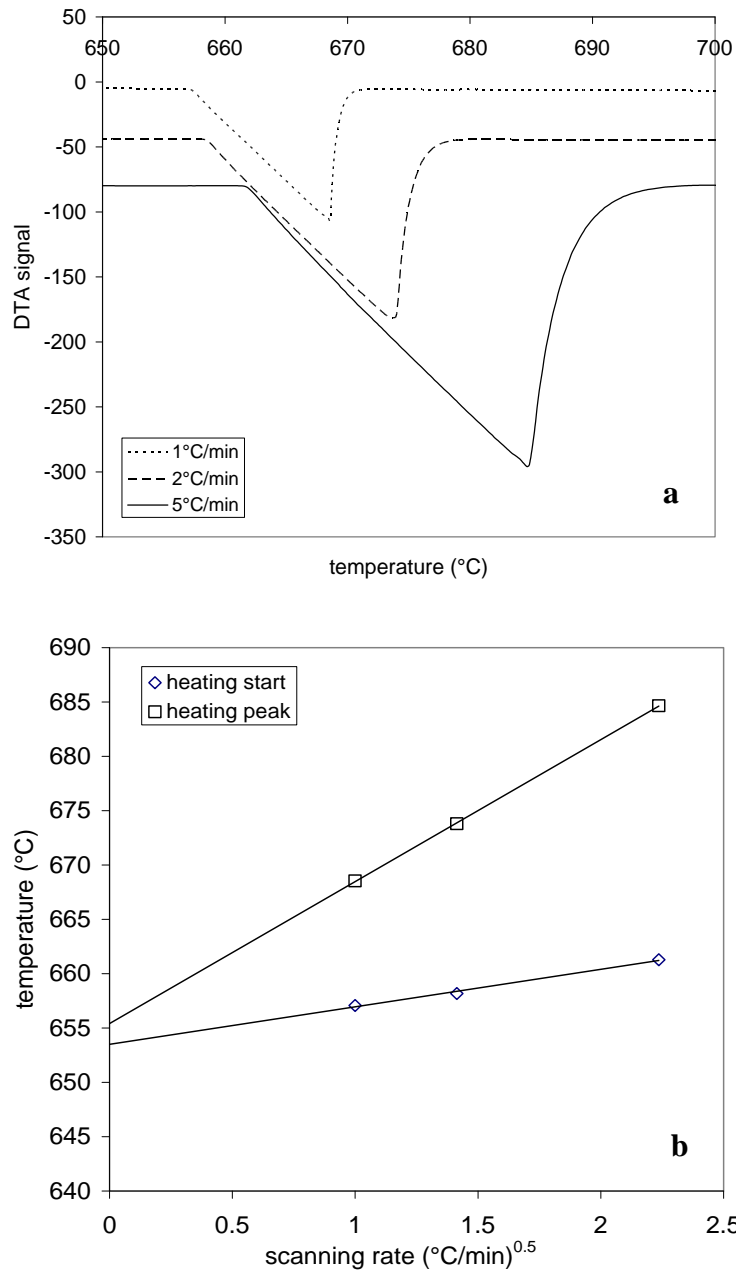 50
650 660 670 680 690 700
0
-50
-100
-150
-200
-250
-300
-350
DTA signal
1°C/min
2°C/min
5°C/min
a
temperature (°C)
690
685
680
675
670
665
660
655
650
645
640
temperature (°C)
heating start
heating peak
b
0 0.5 1 1.5 2 2.5
scanning rate (°C/min)^0.5